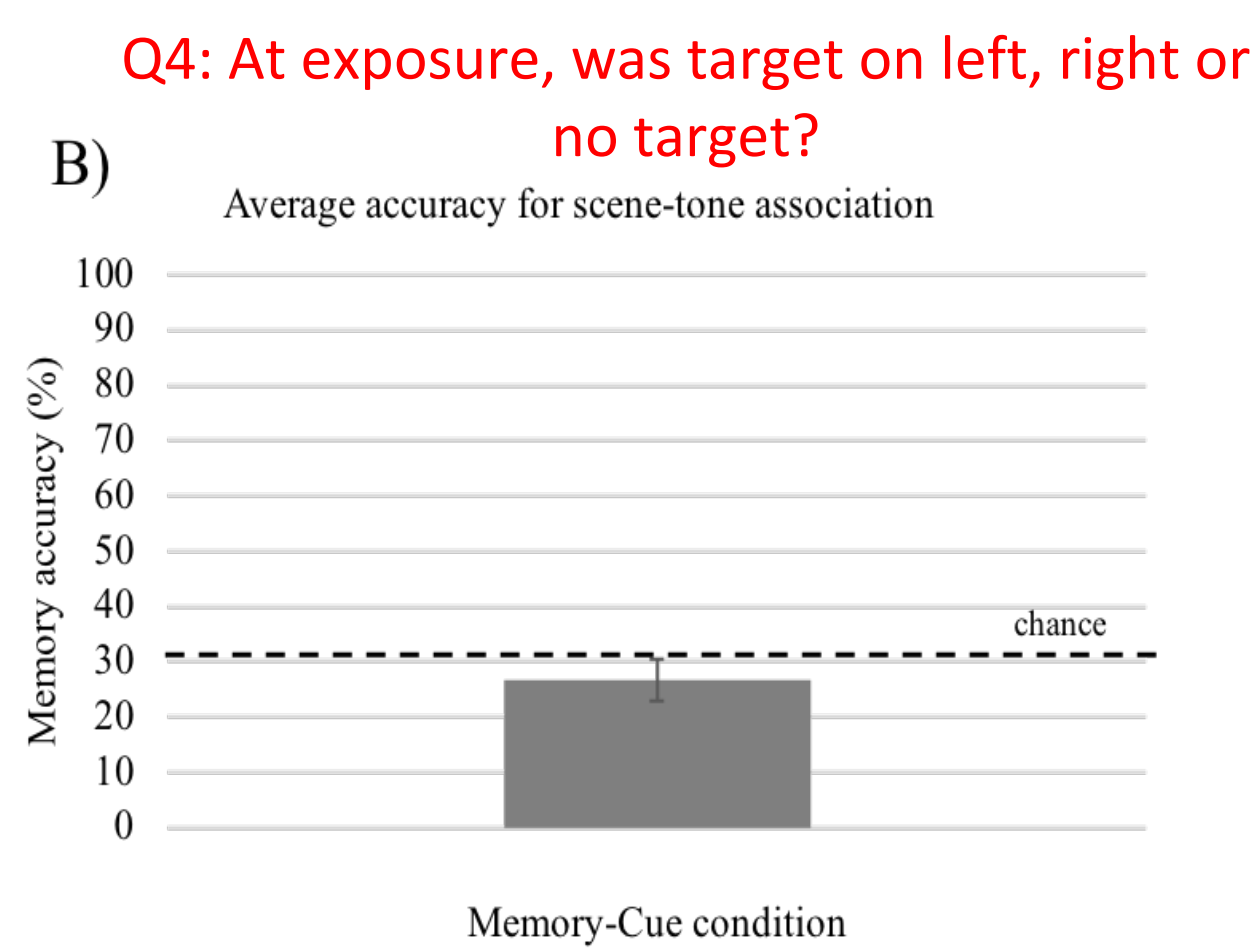 Q4: At exposure, was target on left, right or
no target?
B)
Average accuracy for scene-tone association
100
90
80
70
60
50
40
30
20
10
0
Memory accuracy (%)
chance
Memory-Cue condition